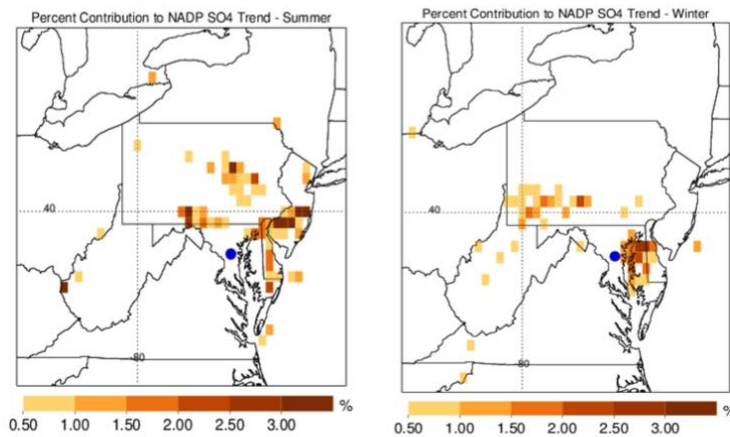 Percent Contribution to NADP SO4 Trend - Summer
40
-80
0.50 1.00 1.50 2.00 2.50 3.00 %
Percent Contribution to NADP SO4 Trend - Winter
40
-80
0.50 1.00 1.50 2.00 2.50 3.00 %